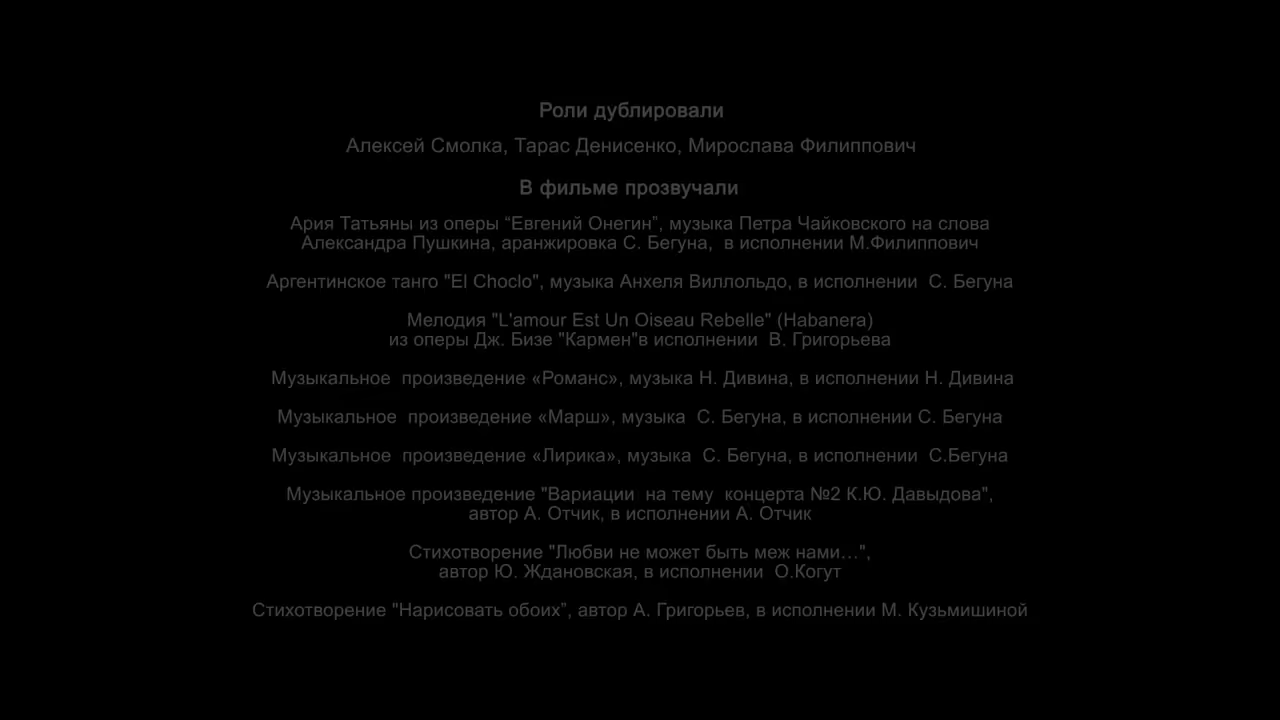 Роли дублировали
Алексей Смолка, Тарас Денисенко, Мирослава Филиппович
В фильме прозвучали
Ария Татьяны из оперы “Евгений Онегин”, музыка Петра Чайковского на слова
Александра Пушкина, аранжировка С. Бегуна,  в исполнении М.Филиппович
Аргентинское танго "El Choclo", музыка Анхеля Виллольдо, в исполнении  С. Бегуна
Мелодия "L'amour Est Un Oiseau Rebelle" (Habanera)
из оперы Дж. Бизе "Кармен"в исполнении  В. Григорьева
Музыкальное  произведение «Романс», музыка Н. Дивина, в исполнении Н. Дивина
Музыкальное  произведение «Марш», музыка  С. Бегуна, в исполнении С. Бегуна
Музыкальное  произведение «Лирика», музыка  С. Бегуна, в исполнении  С.Бегуна
Музыкальное произведение "Вариации  на тему  концерта №2 К.Ю. Давыдова",
автор А. Отчик, в исполнении А. Отчик
Стихотворение "Любви не может быть меж нами…",
автор Ю. Ждановская, в исполнении  О.Когут
Стихотворение "Нарисовать обоих”, автор А. Григорьев, в исполнении М. Кузьмишиной